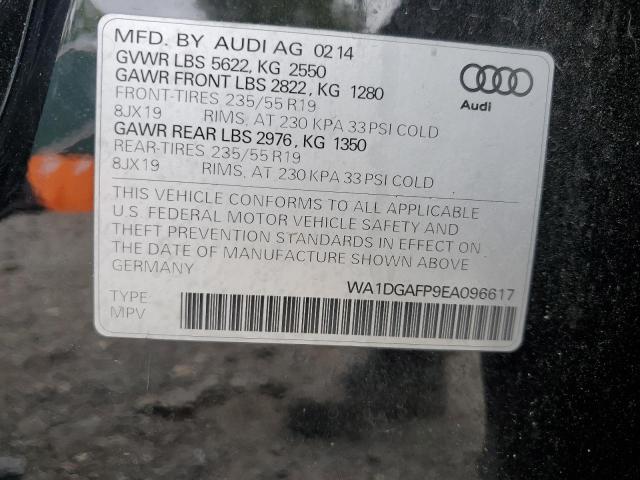 MFD. BY AUDI AG 02 14
GVWR LBS 5622, KG 2550
GAWR FRONT LBS 2822, KG 1280
FRONT-TIRES 235/55 R19
8JX19 RIMS, AT 230 KPA 33 PSI COLD
GAWR REAR LBS 2976, KG 1350
REAR-TIRES 235/55 R19
8JX19 RIMS, AT 230 KPA 33 PSI COLD
Audi
THIS VEHICLE CONFORMS TO ALL APPLICABLE
U.S. FEDERAL MOTOR VEHICLE SAFETY AND
THEFT PREVENTION STANDARDS IN EFFECT ON
THE DATE OF MANUFACTURE SHOWN ABOVE
GERMANY
WA1DGAFP9EA096617
TYPE:
MPV